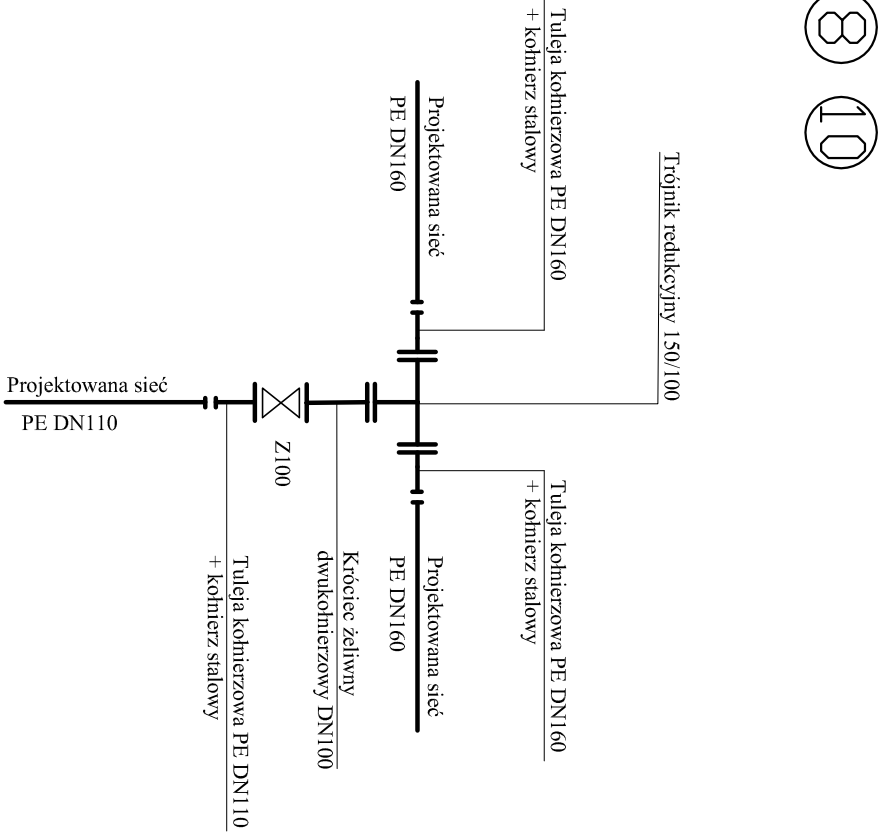 8
10
Tuleja kołnierzowa PE DN160
+ kołnierz stalowy
Trójnik redukcyjny 150/100
Projektowana sieć
PE DN160
Tuleja kołnierzowa PE DN160
+ kołnierz stalowy
Projektowana sieć
PE DN160
Króciec żeliwny
dwukołnierzowy DN100
Z100
Tuleja kołnierzowa PE DN110
+ kołnierz stalowy
Projektowana sieć
PE DN110